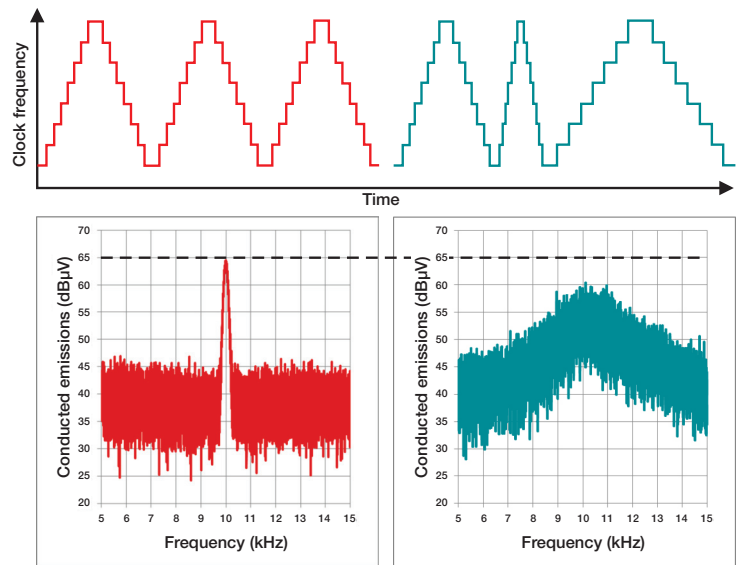 Clock frequency
Time
Conducted emissions (dBµV)
70
65
60
55
50
45
40
35
30
25
20
5 6 7 8 9 10 11 12 13 14 15
Frequency (kHz)
Conducted emissions (dBµV)
70
65
60
55
50
45
40
35
30
25
20
5 6 7 8 9 10 11 12 13 14 15
Frequency (kHz)